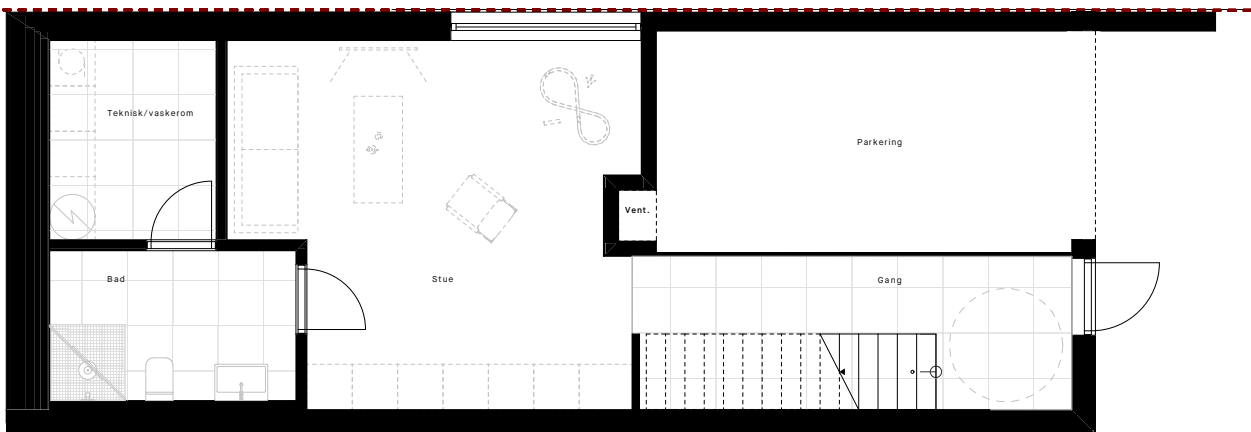 Teknisk/vaskerom
Parkering
Vent.
Bad
Stue
Gang